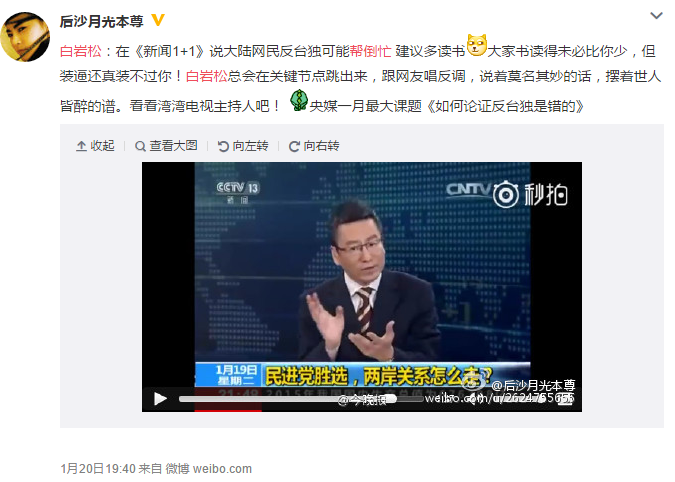 后沙月光本尊
白岩松：在《新闻1+1》说大陆网民反台独可能帮倒忙 建议多读书 大家书读得未必比你少，但
装逼还真装不过你！白岩松总会在关键节点跳出来，跟网友唱反调，说着莫名其妙的话，摆着世人
皆醉的谱。看看湾湾电视主持人吧！ 央媒一月最大课题《如何论证反台独是错的》
收起 查看大图 向左转 向右转
CCTV 13
新闻
CNTV 秒拍
1月19日
星期二
民进党胜选，两岸关系怎么走？
@后沙月光本尊
21:48
@今晚报
weibo.com/u/2624755656
1月20日19:40 来自 微博 weibo.com